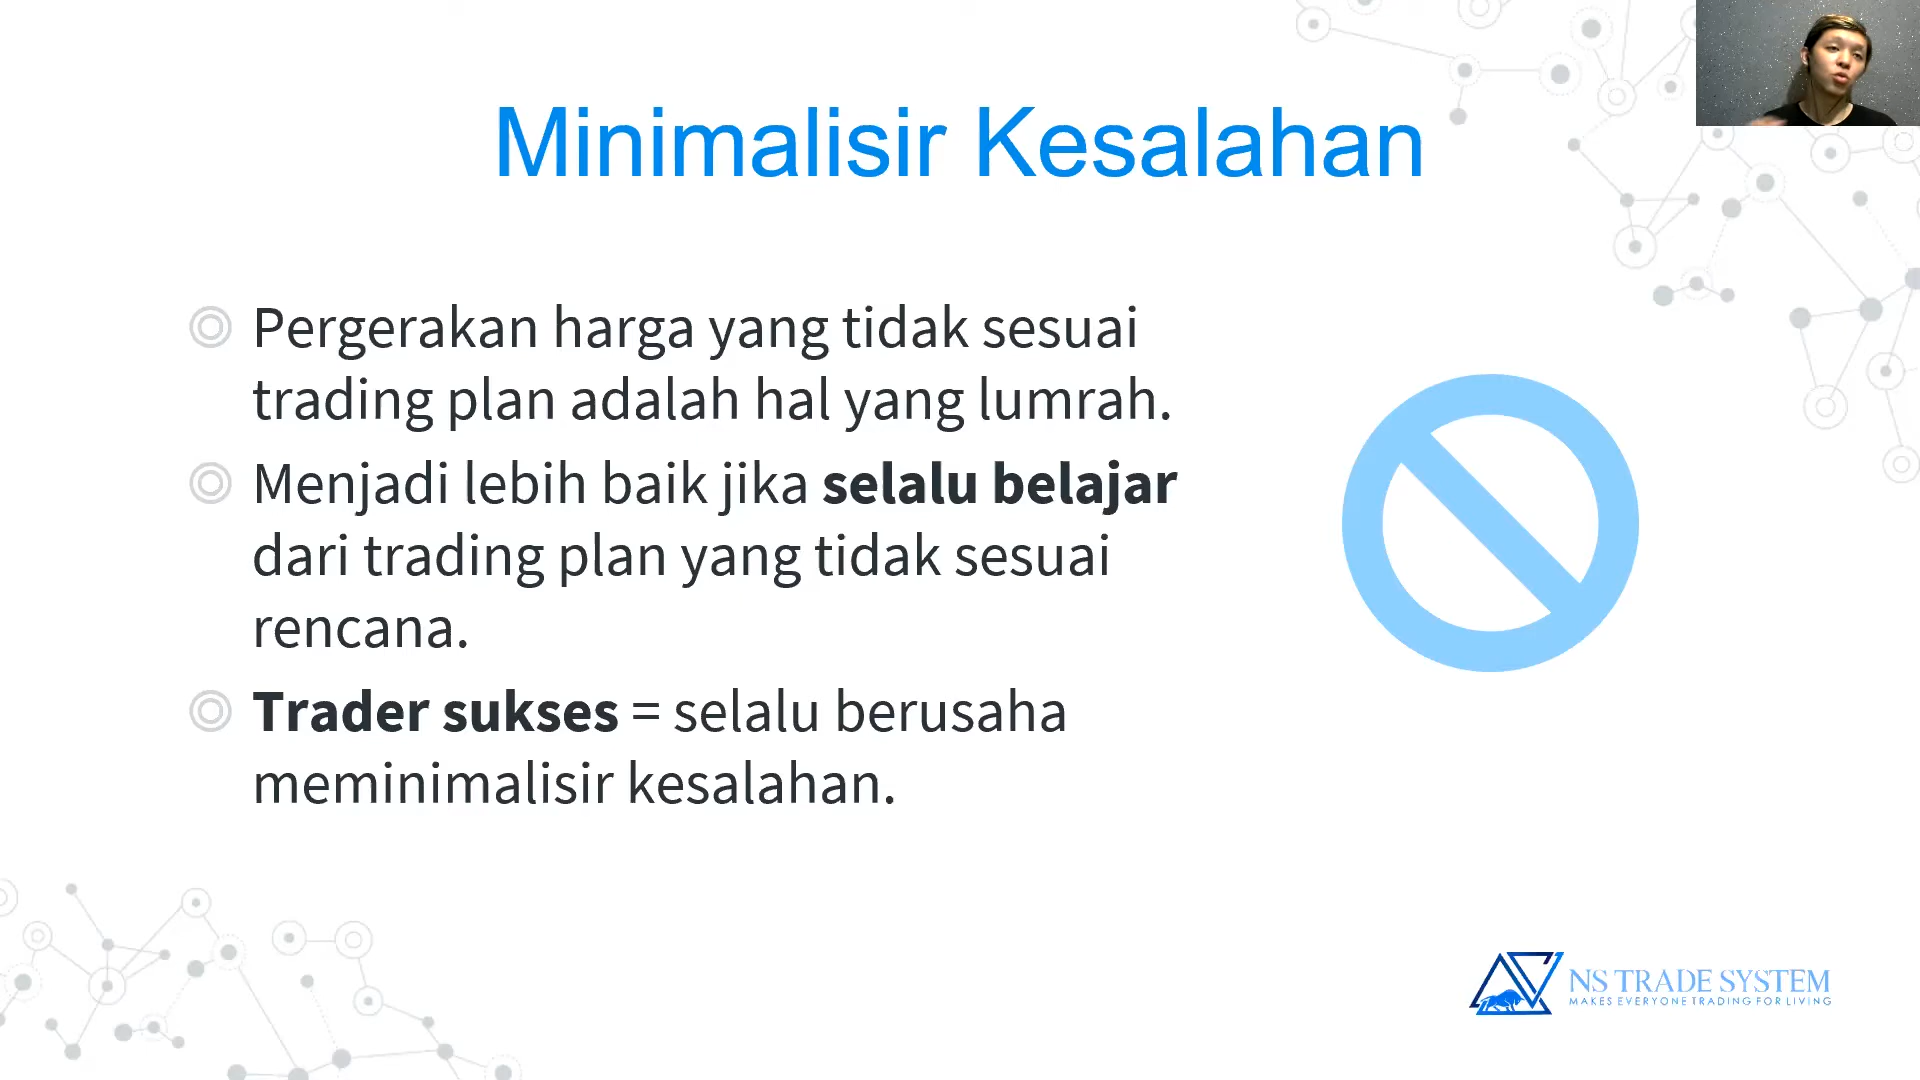 Minimalisir Kesalahan
Pergerakan harga yang tidak sesuai
trading plan adalah hal yang lumrah.
Menjadi lebih baik jika selalu belajar
dari trading plan yang tidak sesuai
rencana.
Trader sukses = selalu berusaha
meminimalisir kesalahan.
NS TRADE SYSTEM
MAKES EVERYONE TRADING FOR LIVING